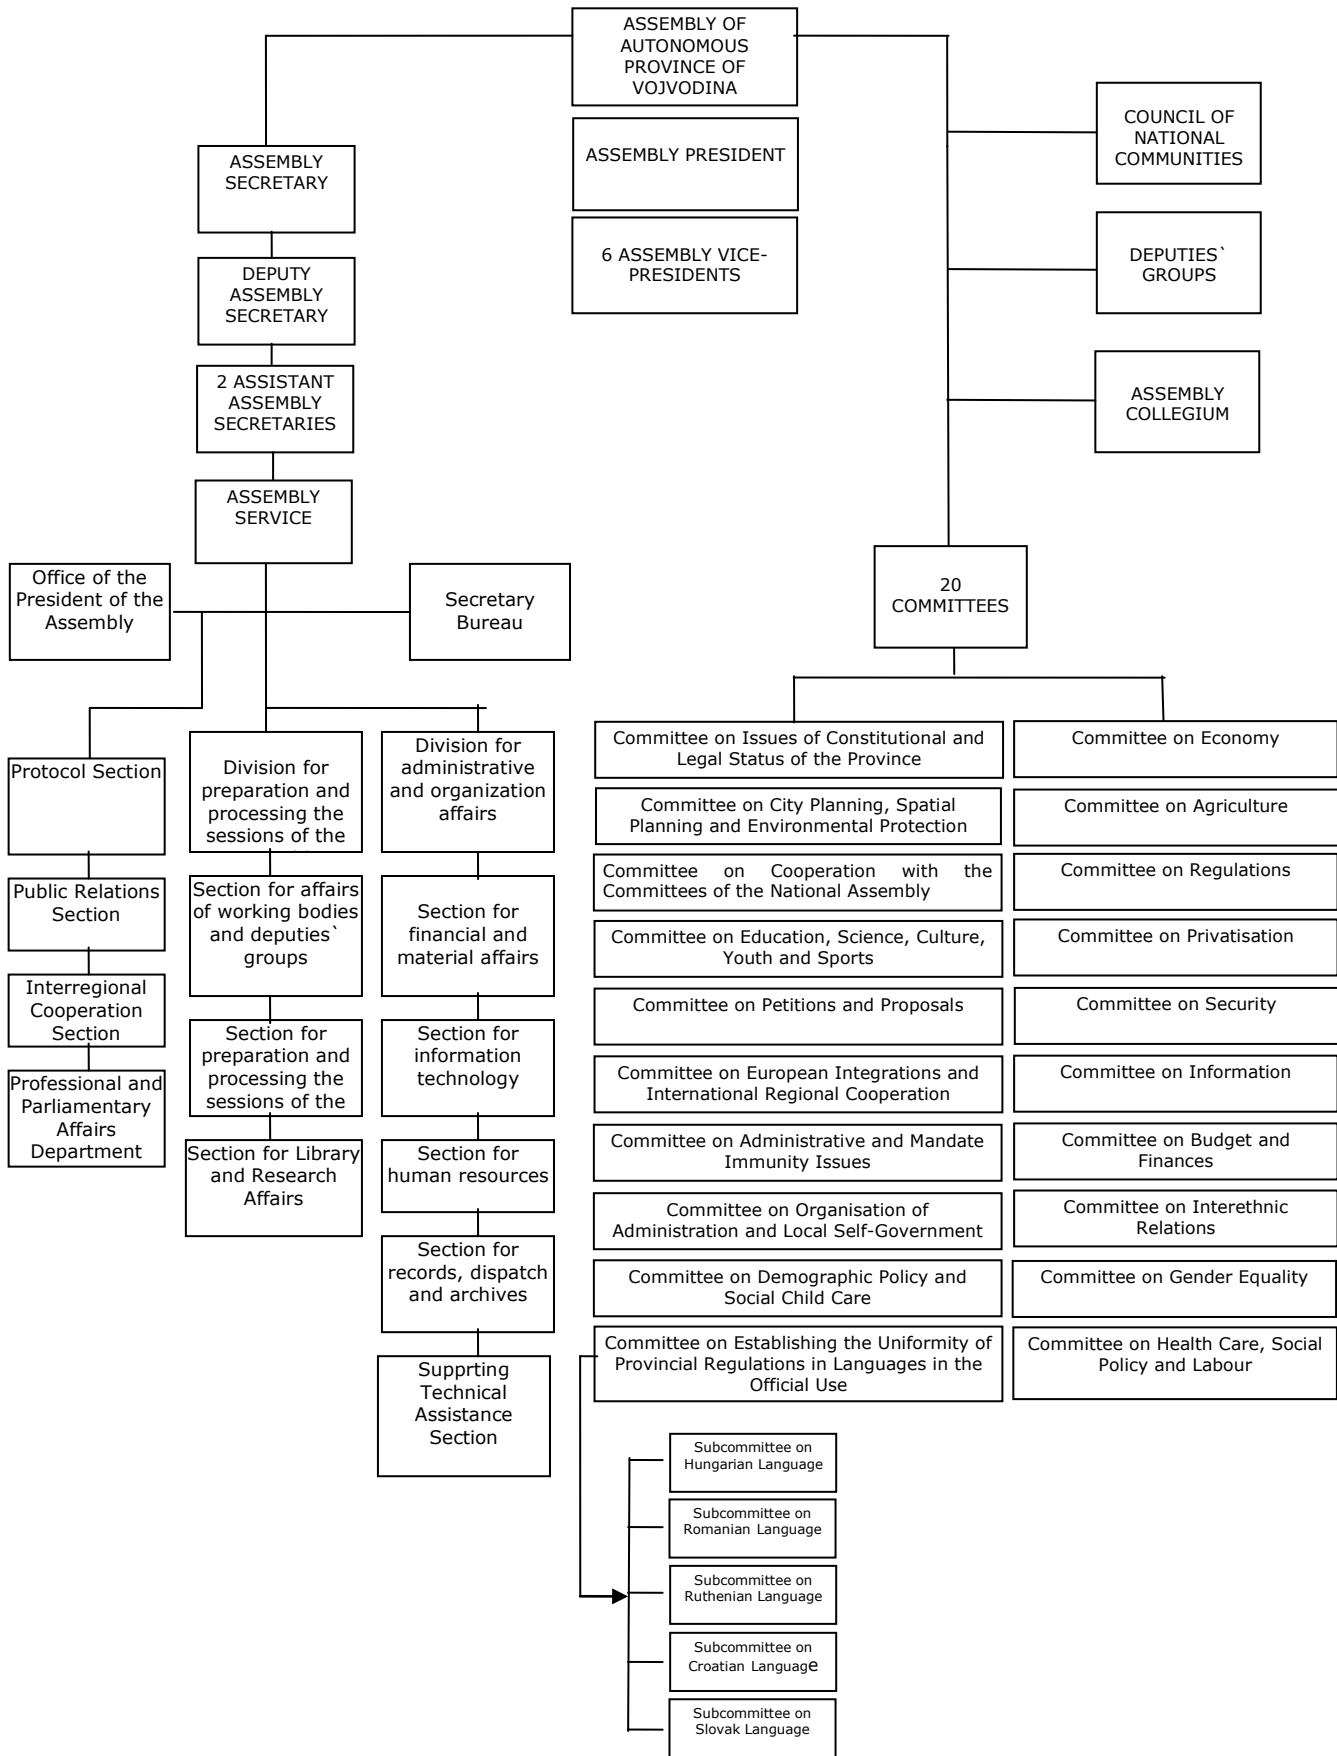 ASSEMBLY OF
AUTONOMOUS
PROVINCE OF
VOJVODINA
ASSEMBLY PRESIDENT
6 ASSEMBLY VICE-
PRESIDENTS
COUNCIL OF
NATIONAL
COMMUNITIES
DEPUTIES`
GROUPS
ASSEMBLY
COLLEGIUM
ASSEMBLY
SECRETARY
DEPUTY
ASSEMBLY
SECRETARY
2 ASSISTANT
ASSEMBLY
SECRETARIES
ASSEMBLY
SERVICE
Office of the
President of the
Assembly
Secretary
Bureau
Protocol Section
Public Relations
Section
Interregional
Cooperation
Section
Professional and
Parliamentary
Affairs
Department
Division for
preparation and
processing the
sessions of the
Section for affairs
of working bodies
and deputies`
groups
Section for
preparation and
processing the
sessions of the
Section for Library
and Research
Affairs
Division for
administrative
and organization
affairs
Section for
financial and
material affairs
Section for
information
technology
Section for
human resources
Section for
records, dispatch
and archives
Supprting
Technical
Assistance
Section
20
COMMITTEES
Committee on Issues of Constitutional and
Legal Status of the Province
Committee on City Planning, Spatial
Planning and Environmental Protection
Committee on Cooperation with the
Committees of the National Assembly
Committee on Education, Science, Culture,
Youth and Sports
Committee on Petitions and Proposals
Committee on European Integrations and
International Regional Cooperation
Committee on Administrative and Mandate
Immunity Issues
Committee on Organisation of
Administration and Local Self-Government
Committee on Demographic Policy and
Social Child Care
Committee on Establishing the Uniformity of
Provincial Regulations in Languages in the
Official Use
Committee on Economy
Committee on Agriculture
Committee on Regulations
Committee on Privatisation
Committee on Security
Committee on Information
Committee on Budget and
Finances
Committee on Interethnic
Relations
Committee on Gender Equality
Committee on Health Care, Social
Policy and Labour
Subcommittee on
Hungarian Language
Subcommittee on
Romanian Language
Subcommittee on
Ruthenian Language
Subcommittee on
Croatian Language
Subcommittee on
Slovak Language